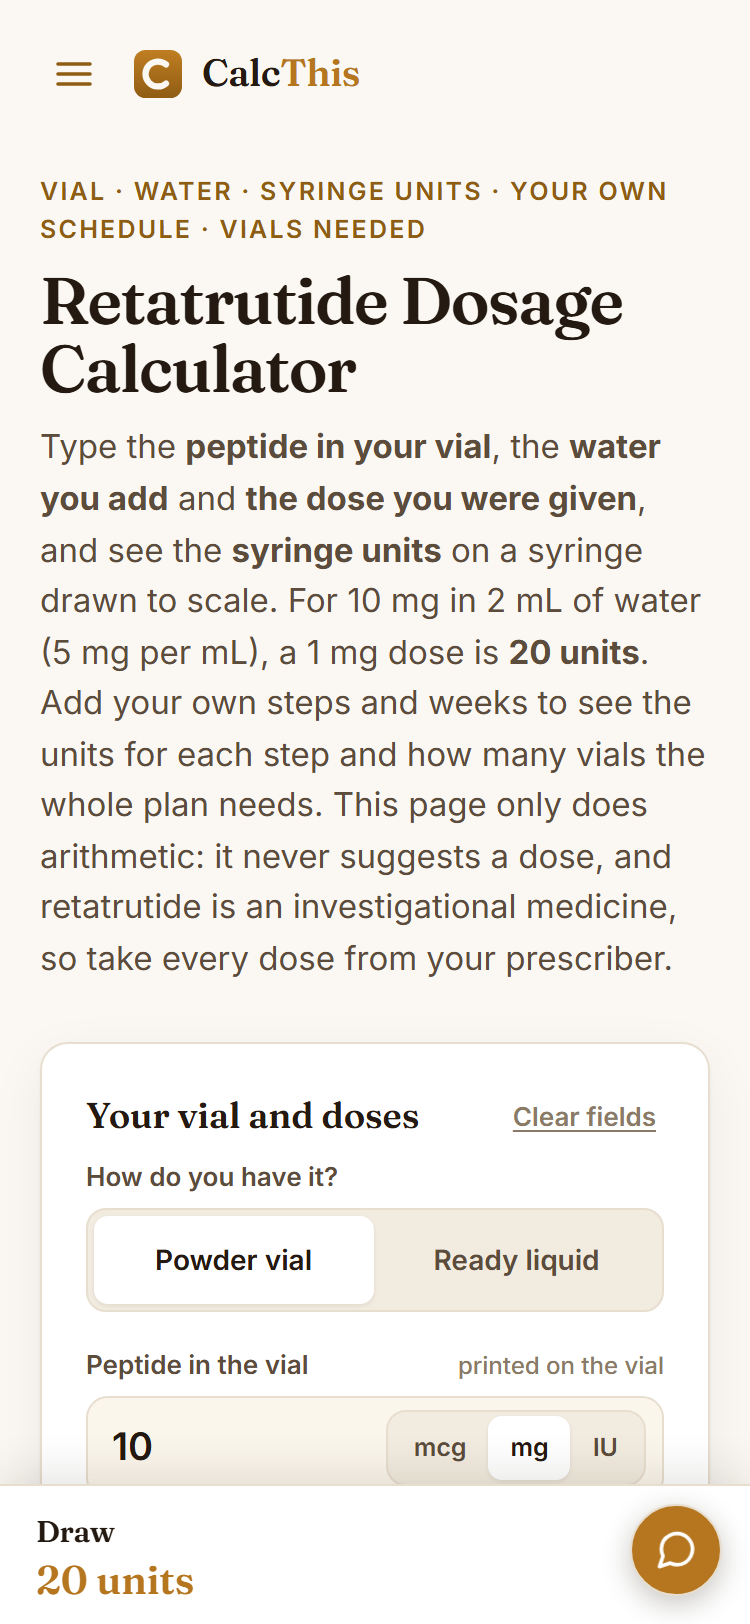 CalcThis
VIAL · WATER · SYRINGE UNITS · YOUR OWN
SCHEDULE · VIALS NEEDED
Retatrutide Dosage
Calculator
Type the peptide in your vial, the water
you add and the dose you were given,
and see the syringe units on a syringe
drawn to scale. For 10 mg in 2 mL of water
(5 mg per mL), a 1 mg dose is 20 units.
Add your own steps and weeks to see the
units for each step and how many vials the
whole plan needs. This page only does
arithmetic: it never suggests a dose, and
retatrutide is an investigational medicine,
so take every dose from your prescriber.
Your vial and doses Clear fields
How do you have it?
Powder vial Ready liquid
Peptide in the vial printed on the vial
10 mcg mg IU
Draw
20 units